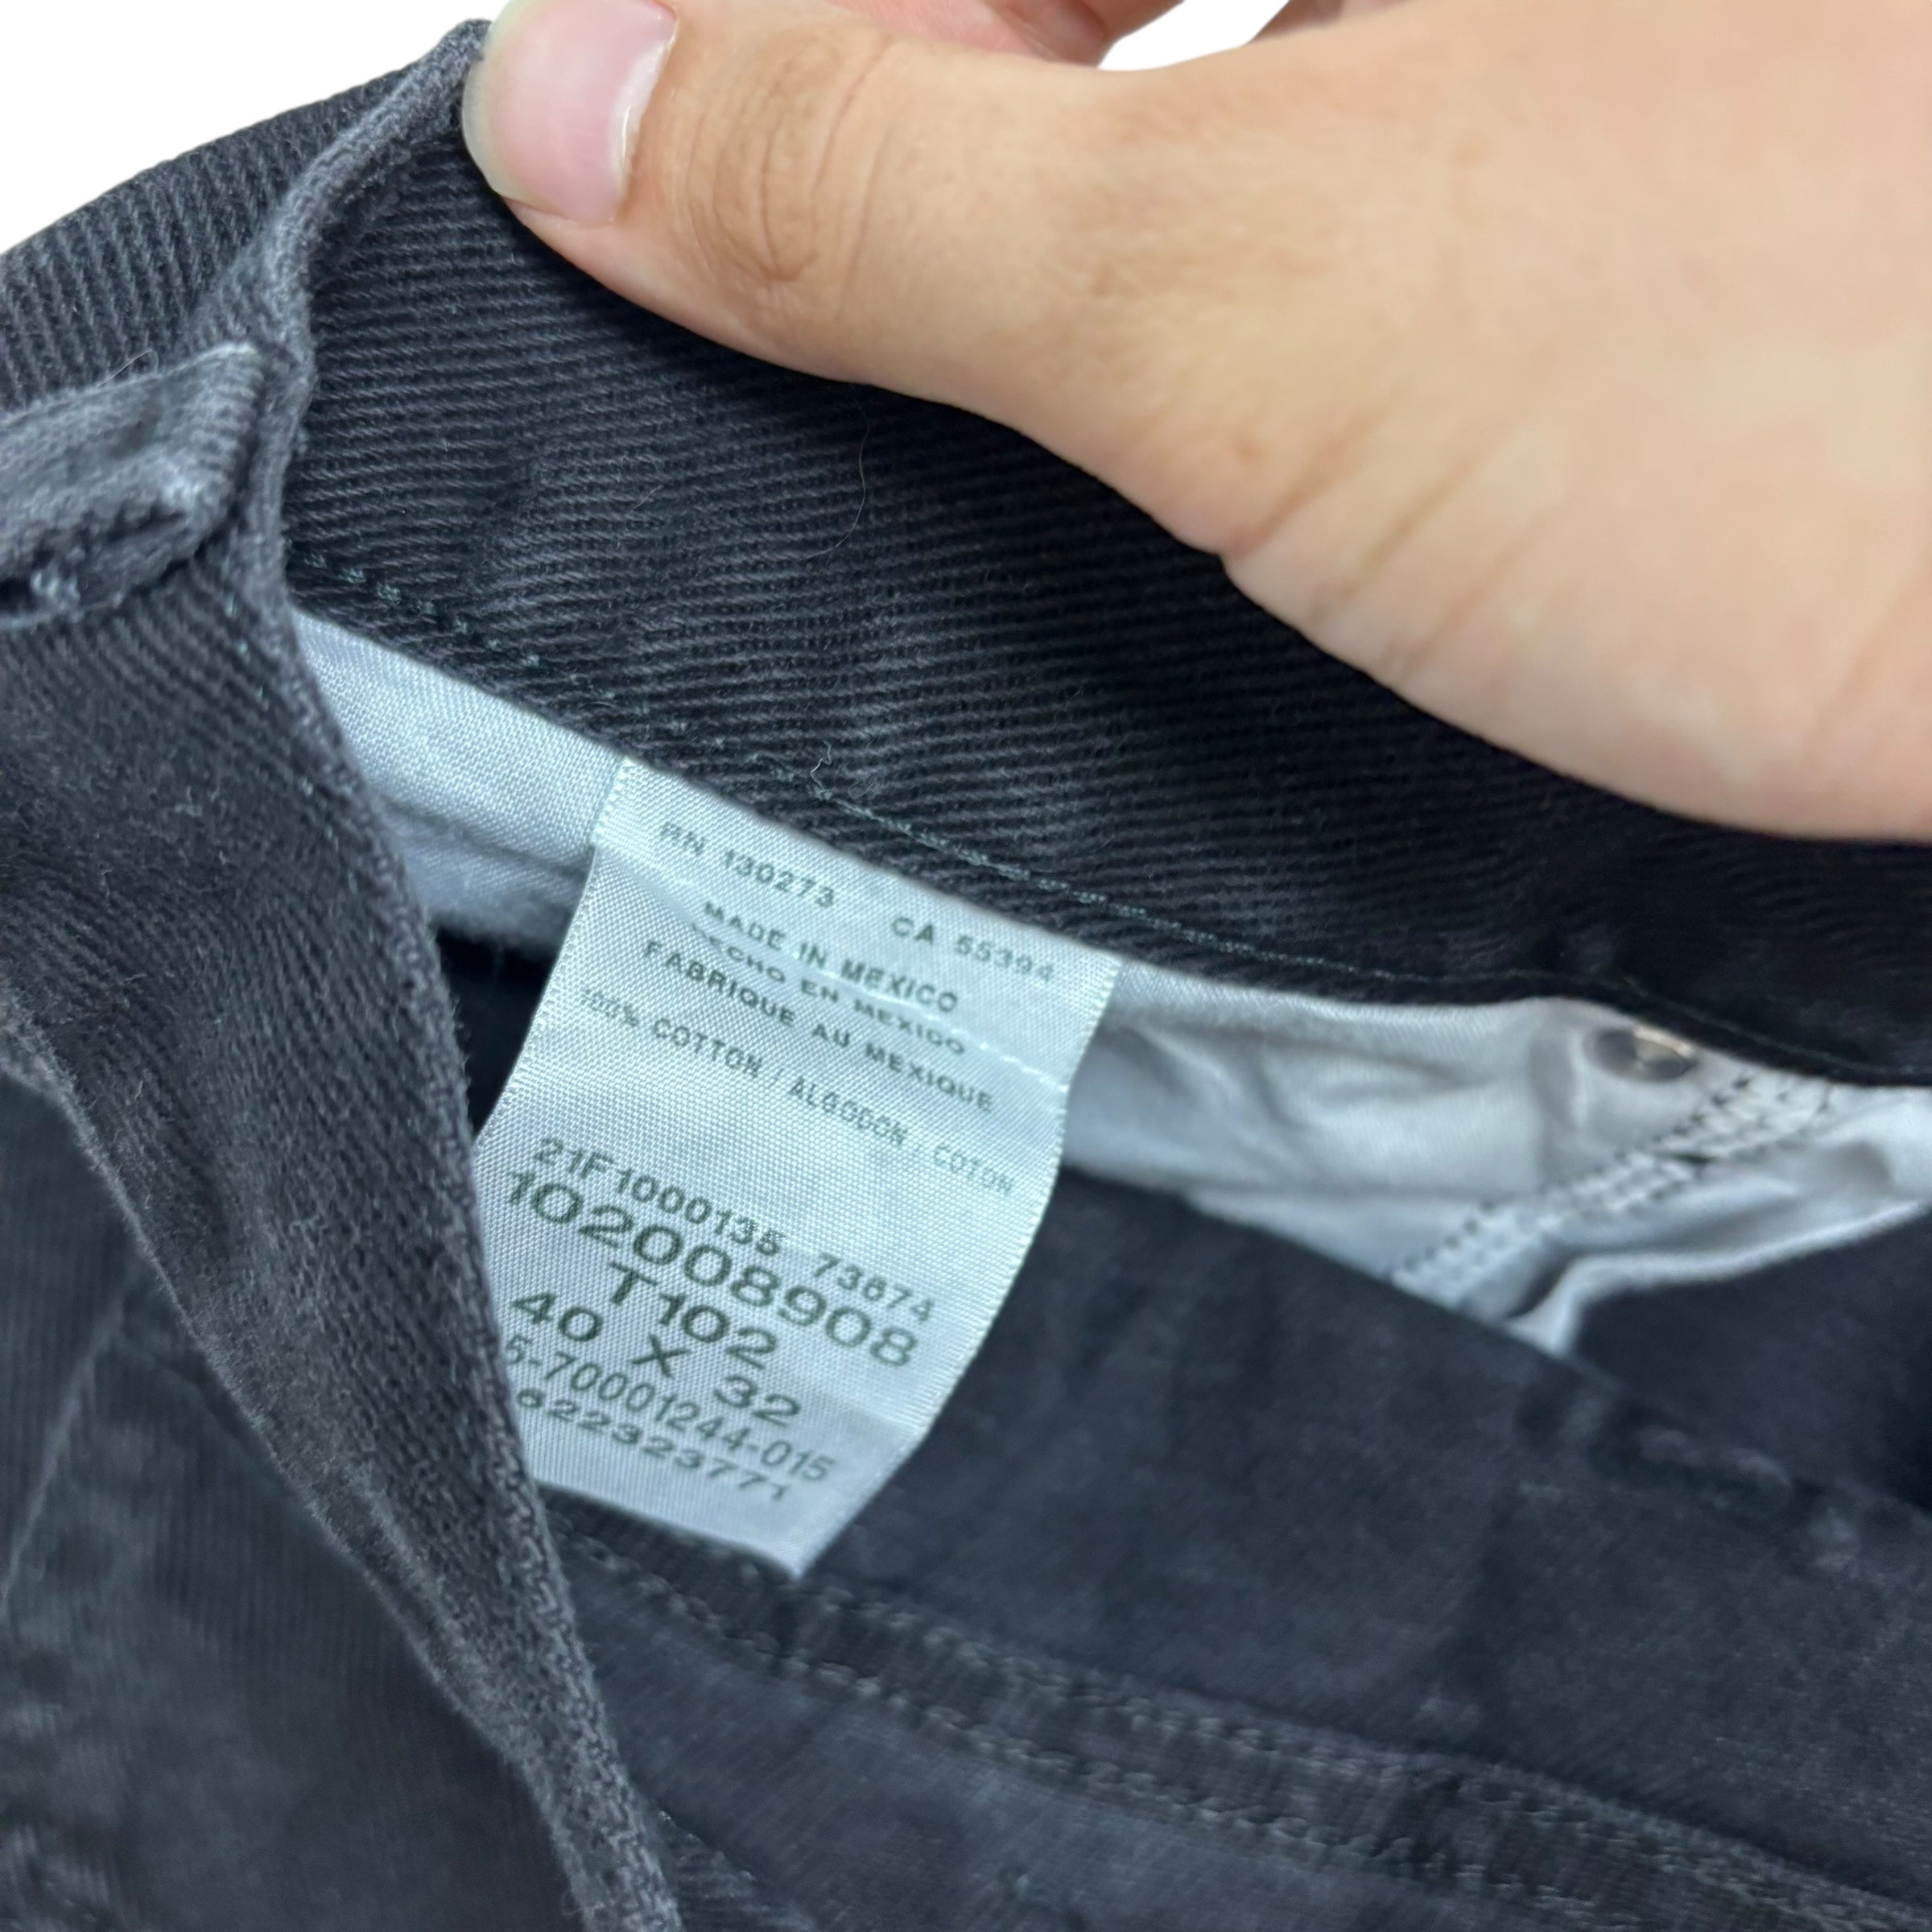 RN 130273 CA 55394
MADE IN MEXICO
HECHO EN MEXICO
FABRIQUE AU MEXIQUE
100% COTTON / ALGODON / COTON
21F1000138 73674
102008908
T102
40 X 32
5-70001244-015
822323771